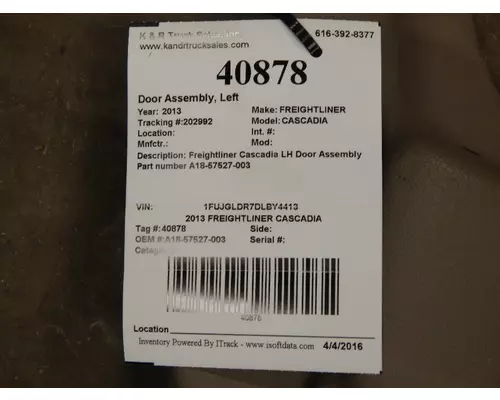 K & R Truck Sales, Inc. 616-392-8377
www.kandrtrucksales.com
40878
Door Assembly, Left
Year: 2013 Make: FREIGHTLINER
Tracking #:202992 Model: CASCADIA
Location: Int. #:
Mnfctr.: Mod:
Description: Freightliner Cascadia LH Door Assembly
Part number A18-57527-003
VIN: 1FUJGLDR7DLBY4413
2013 FREIGHTLINER CASCADIA
Tag #:40878 Side:
OEM #:A18-57527-003 Serial #:
40878
Location
Inventory Powered By ITrack - www.isoftdata.com 4/4/2016